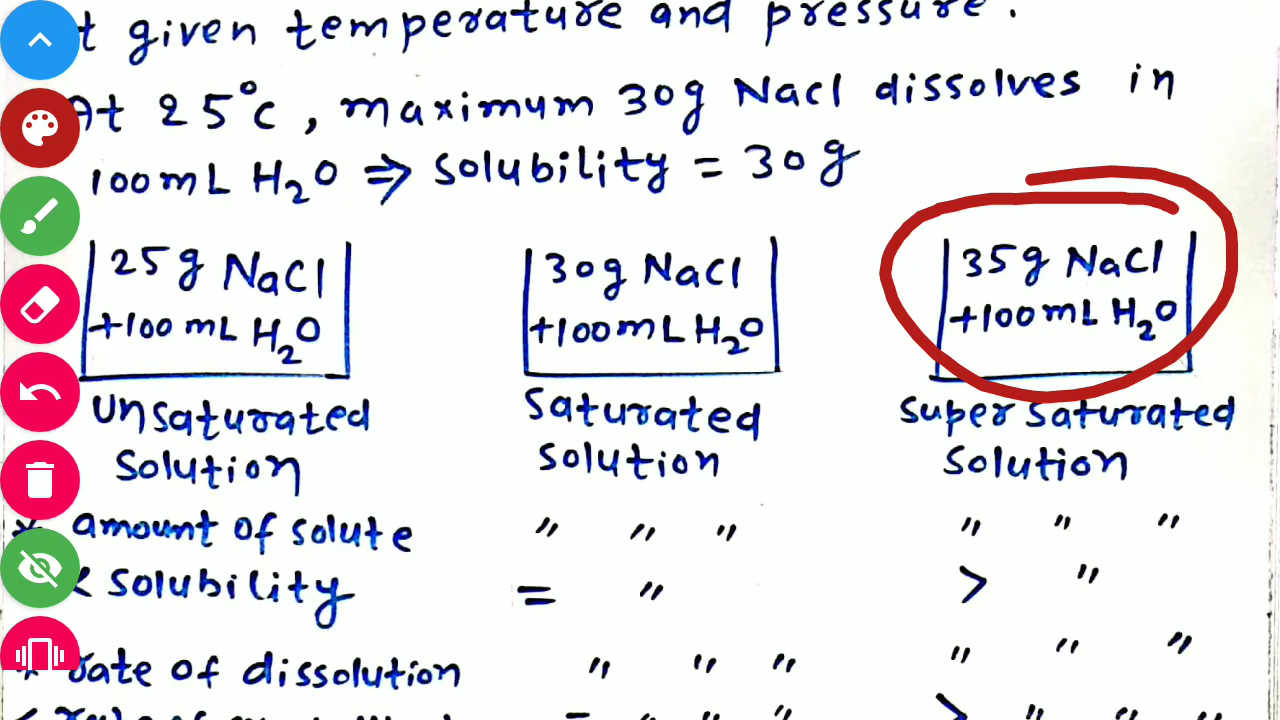 t given temperature and pressure.
At 25°C, maximum 30g NaCl dissolves in
100mL H₂O ⇒ solubility = 30g
25g NaCl
+100mL H₂O
30g NaCl
+100mL H₂O
35g NaCl
+100mL H₂O
Unsaturated
Solution
Saturated
Solution
Super saturated
Solution
* amount of solute " " " " " "
< Solubility = " > "
* rate of dissolution " " " " " "